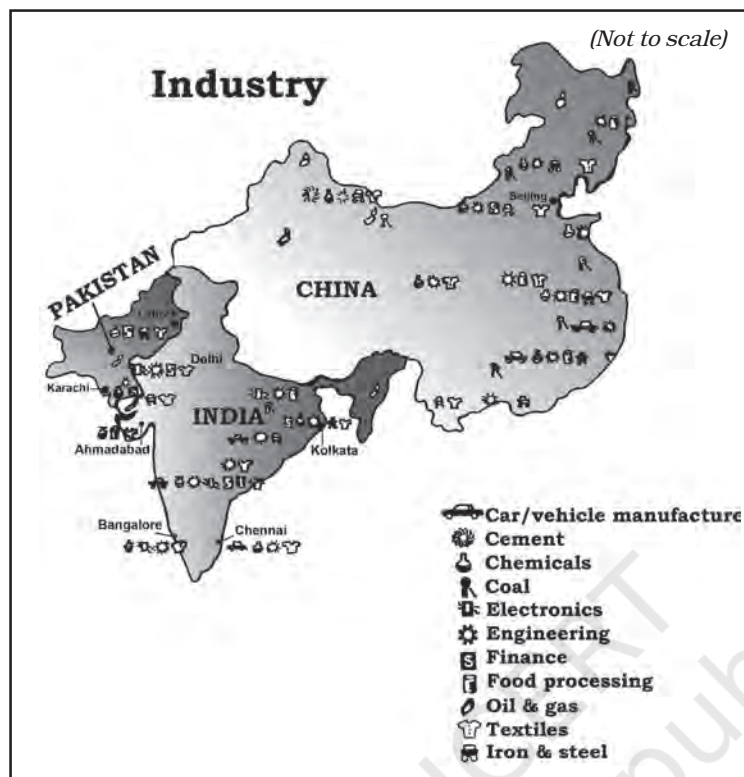 (Not to scale)
Industry
Beijing
PAKISTAN
CHINA
Lahore
Delhi
Karachi
INDIA
Ahmadabad
Kolkata
Bangalore
Chennai
Car/vehicle manufacture
Cement
Chemicals
Coal
Electronics
Engineering
Finance
Food processing
Oil & gas
Textiles
Iron & steel